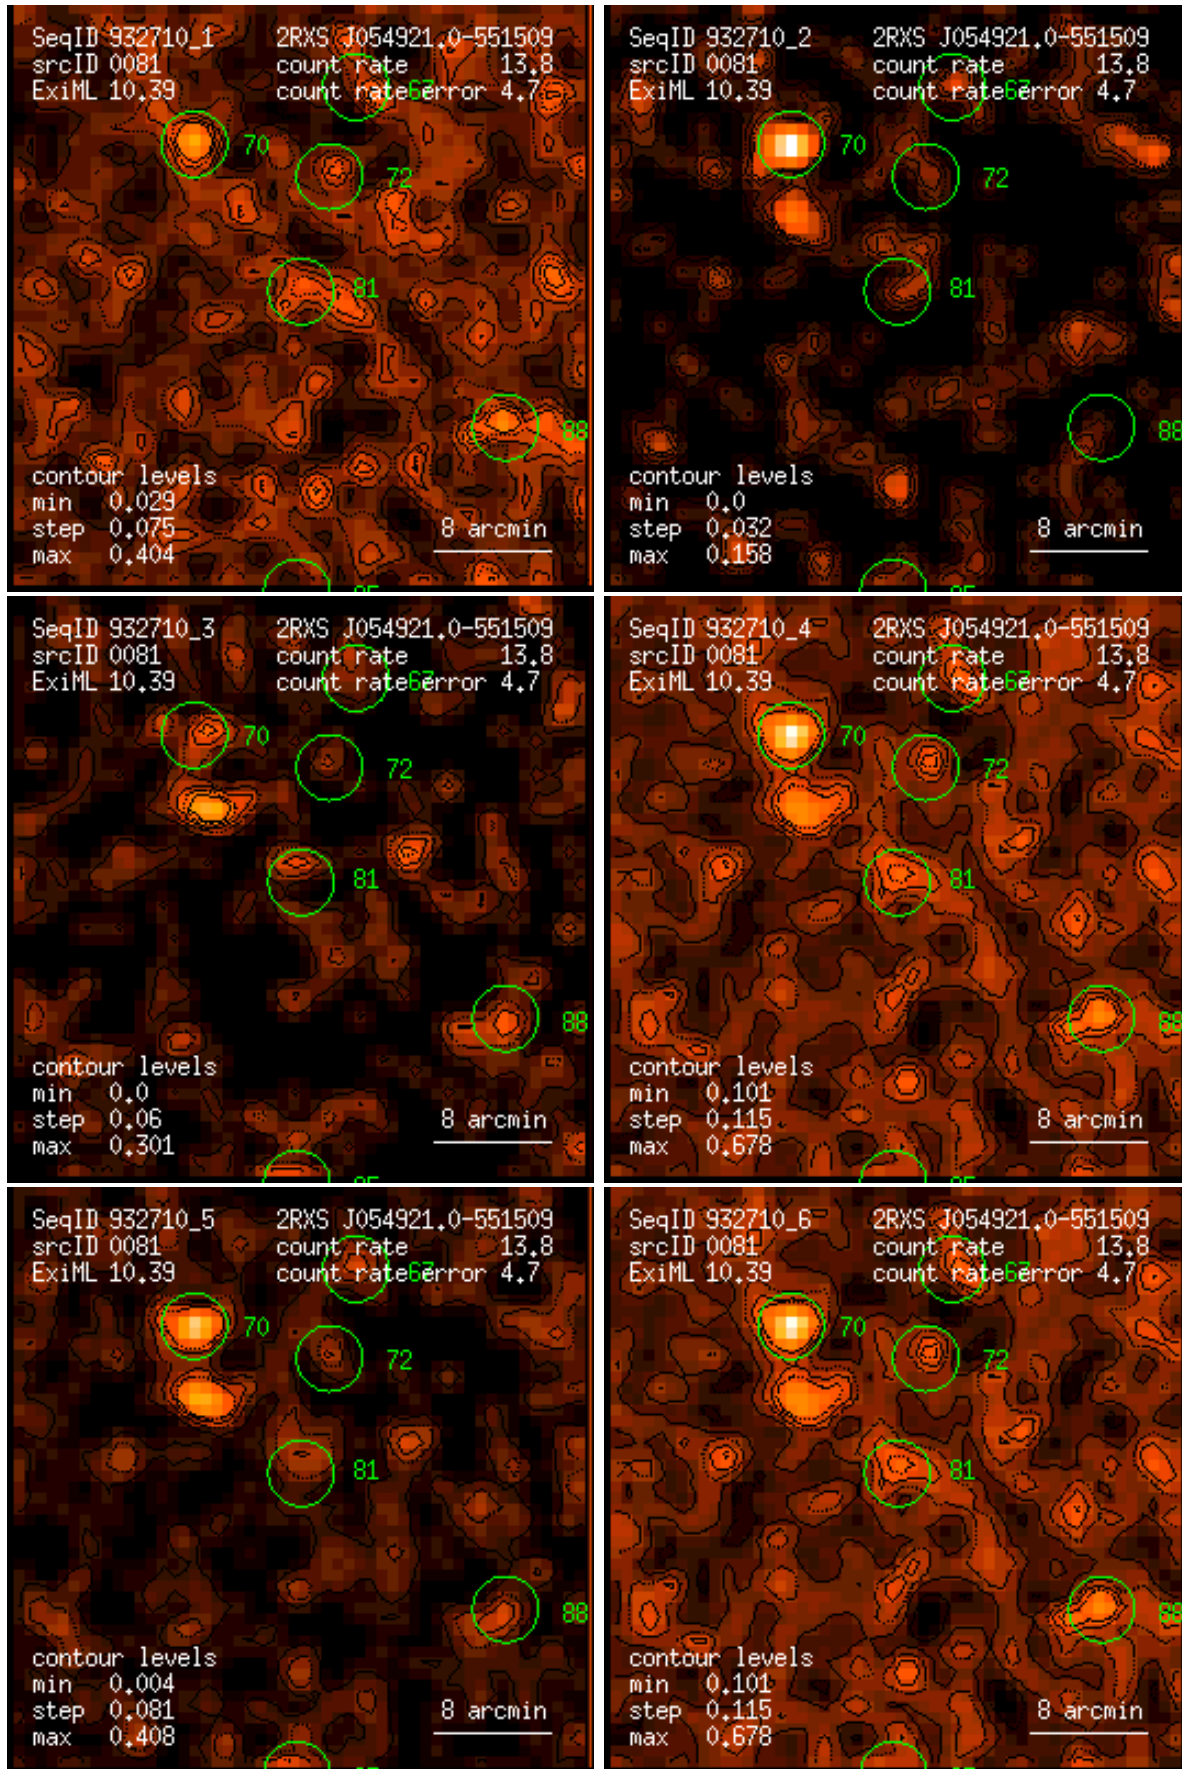 SeqID 932710_1 2RXS J054921.0-551509
srcID 0081 count rate 13.8
ExiML 10.39 count rate error 4.7
67
70
72
81
88
contour levels
min 0.029
step 0.075 8 arcmin
max 0.404
SeqID 932710_2 2RXS J054921.0-551509
srcID 0081 count rate 13.8
ExiML 10.39 count rate error 4.7
67
70
72
81
88
contour levels
min 0.0
step 0.032 8 arcmin
max 0.158
SeqID 932710_3 2RXS J054921.0-551509
srcID 0081 count rate 13.8
ExiML 10.39 count rate error 4.7
67
70
72
81
88
contour levels
min 0.0
step 0.06 8 arcmin
max 0.301
SeqID 932710_4 2RXS J054921.0-551509
srcID 0081 count rate 13.8
ExiML 10.39 count rate error 4.7
67
70
72
81
88
contour levels
min 0.101
step 0.115 8 arcmin
max 0.678
SeqID 932710_5 2RXS J054921.0-551509
srcID 0081 count rate 13.8
ExiML 10.39 count rate error 4.7
67
70
72
81
88
contour levels
min 0.004
step 0.081 8 arcmin
max 0.408
SeqID 932710_6 2RXS J054921.0-551509
srcID 0081 count rate 13.8
ExiML 10.39 count rate error 4.7
67
70
72
81
88
contour levels
min 0.101
step 0.115 8 arcmin
max 0.678